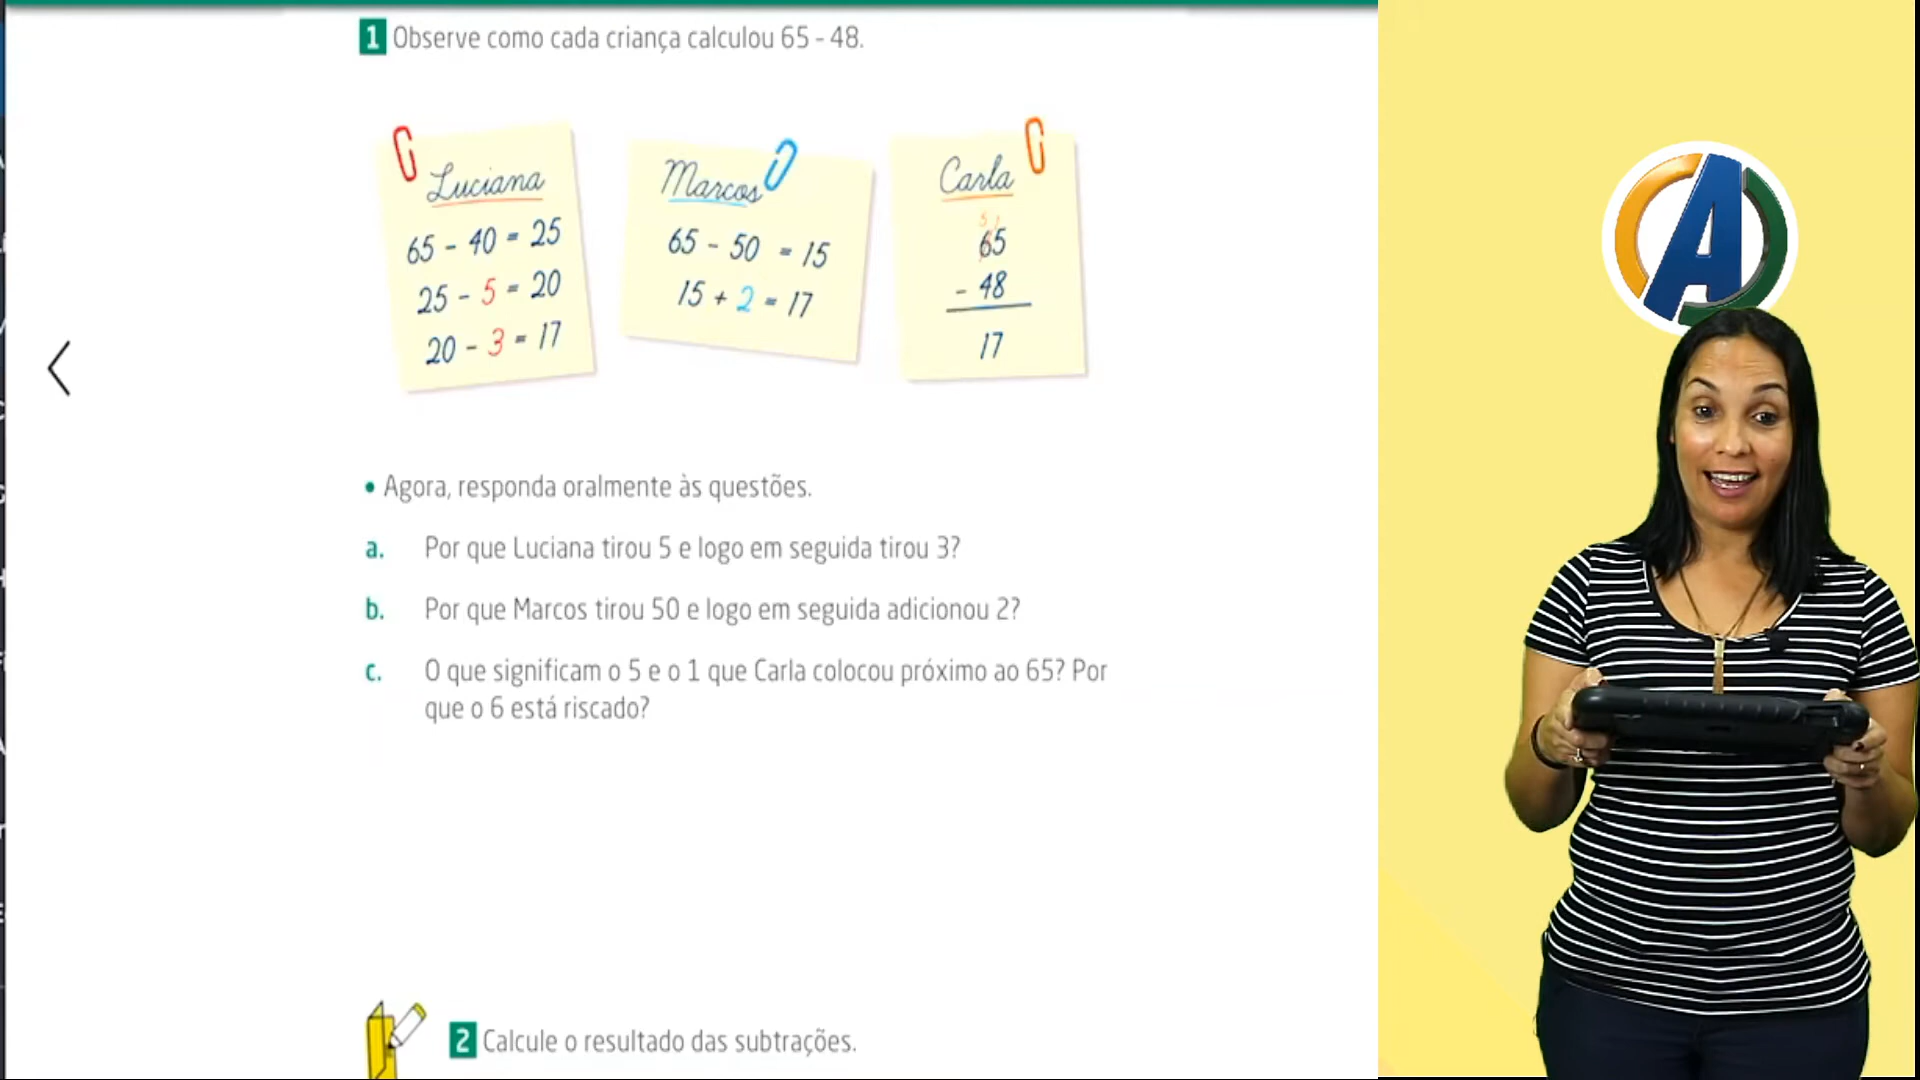 1 Observe como cada criança calculou 65 - 48.
Luciana
65 - 40 = 25
25 - 5 = 20
20 - 3 = 17
Marcos
65 - 50 = 15
15 + 2 = 17
Carla
5 1
65
- 48
17
• Agora, responda oralmente às questões.
a. Por que Luciana tirou 5 e logo em seguida tirou 3?
b. Por que Marcos tirou 50 e logo em seguida adicionou 2?
c. O que significam o 5 e o 1 que Carla colocou próximo ao 65? Por
que o 6 está riscado?
2 Calcule o resultado das subtrações.
A